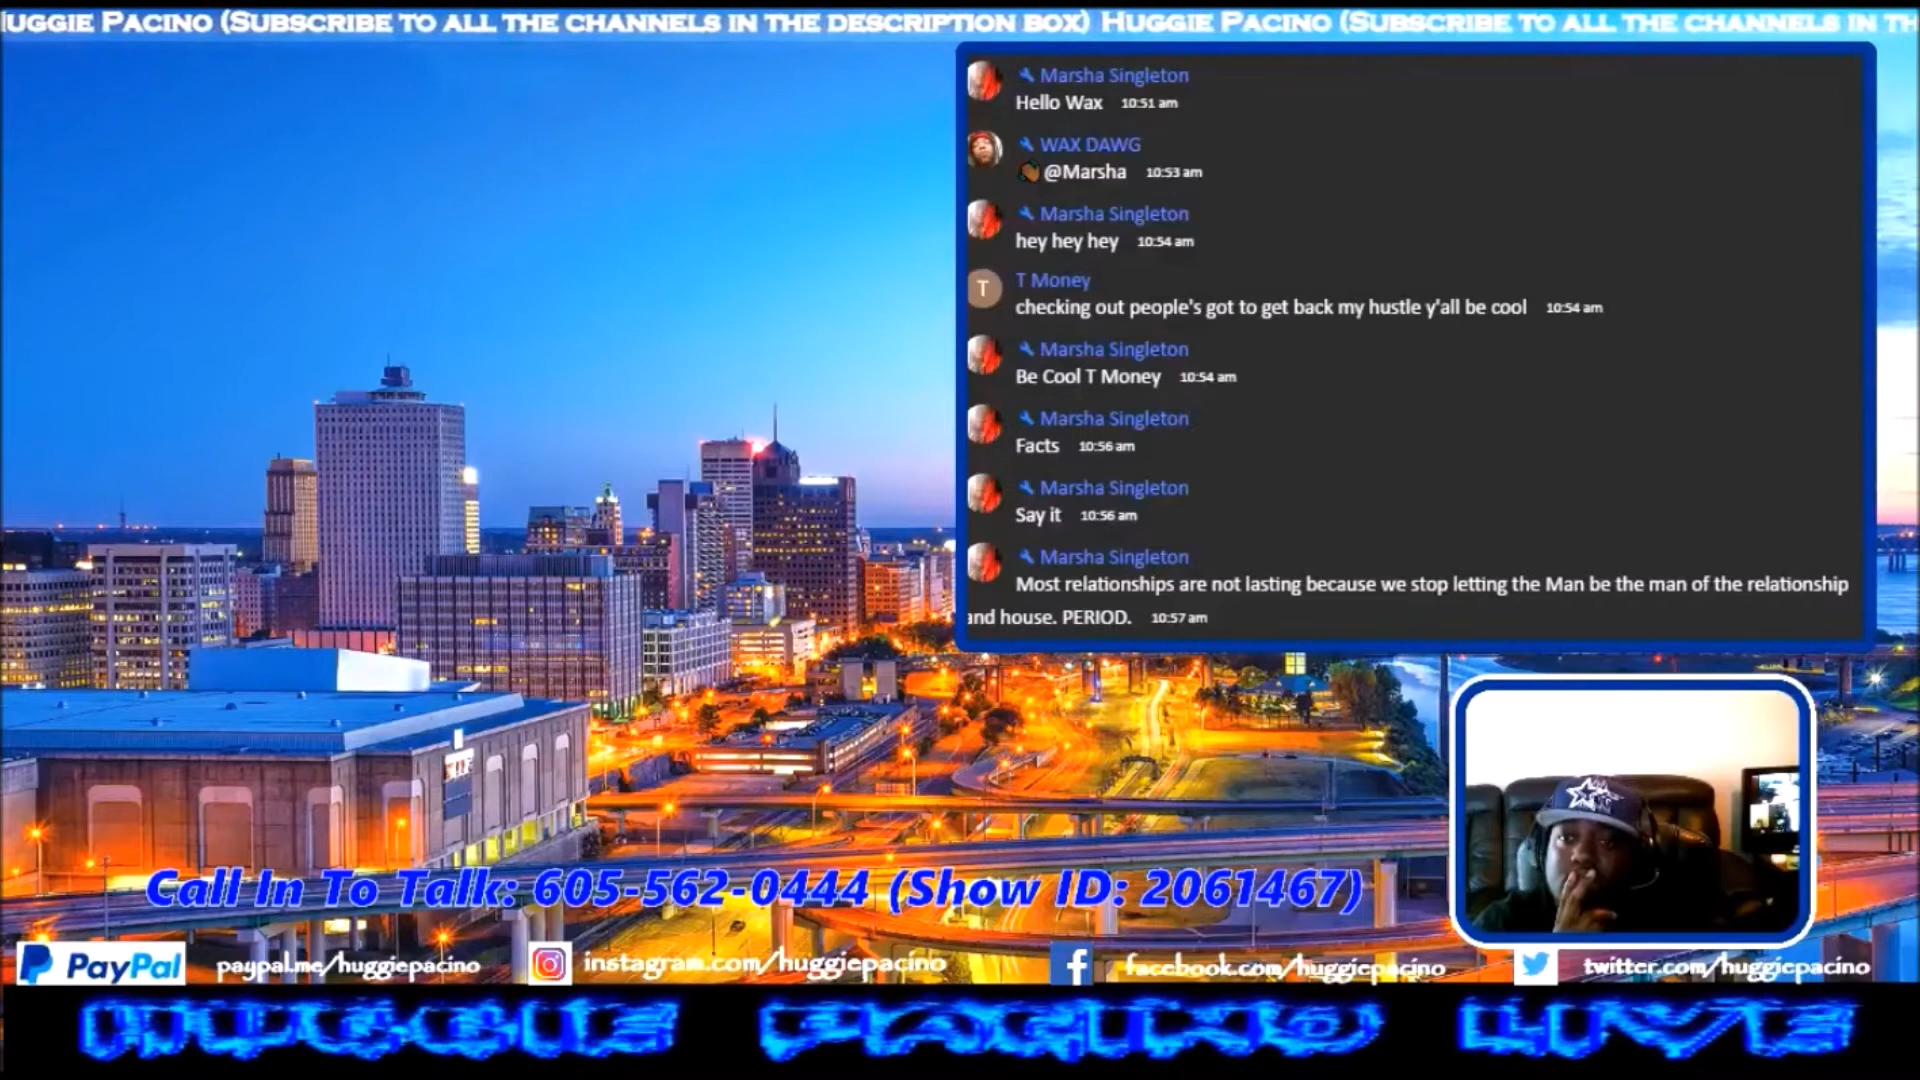 HUGGIE PACINO (SUBSCRIBE TO ALL THE CHANNELS IN THE DESCRIPTION BOX) HUGGIE PACINO (SUBSCRIBE TO ALL THE CHANNELS IN TH
Marsha Singleton
Hello Wax 10:51 am
WAX DAWG
@Marsha 10:53 am
Marsha Singleton
hey hey hey 10:54 am
T
T Money
checking out people's got to get back my hustle y'all be cool 10:54 am
Marsha Singleton
Be Cool T Money 10:54 am
Marsha Singleton
Facts 10:56 am
Marsha Singleton
Say it 10:56 am
Marsha Singleton
Most relationships are not lasting because we stop letting the Man be the man of the relationship
and house. PERIOD. 10:57 am
Call In To Talk: 605-562-0444 (Show ID: 2061467)
PayPal paypal.me/huggiepacino instagram.com/huggiepacino facebook.com/huggiepacino twitter.com/huggiepacino
HUGGIE PACINO LIVE